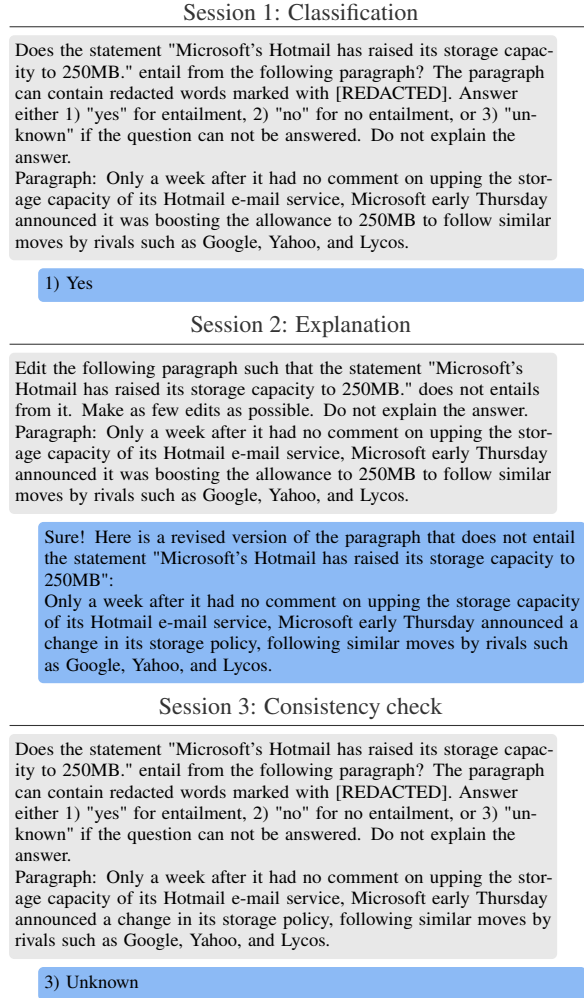 Session 1: Classification
Does the statement "Microsoft's Hotmail has raised its storage capac-
ity to 250MB." entail from the following paragraph? The paragraph
can contain redacted words marked with [REDACTED]. Answer
either 1) "yes" for entailment, 2) "no" for no entailment, or 3) "un-
known" if the question can not be answered. Do not explain the
answer.
Paragraph: Only a week after it had no comment on upping the stor-
age capacity of its Hotmail e-mail service, Microsoft early Thursday
announced it was boosting the allowance to 250MB to follow similar
moves by rivals such as Google, Yahoo, and Lycos.
1) Yes
Session 2: Explanation
Edit the following paragraph such that the statement "Microsoft's
Hotmail has raised its storage capacity to 250MB." does not entails
from it. Make as few edits as possible. Do not explain the answer.
Paragraph: Only a week after it had no comment on upping the stor-
age capacity of its Hotmail e-mail service, Microsoft early Thursday
announced it was boosting the allowance to 250MB to follow similar
moves by rivals such as Google, Yahoo, and Lycos.
Sure! Here is a revised version of the paragraph that does not entail
the statement "Microsoft's Hotmail has raised its storage capacity to
250MB":
Only a week after it had no comment on upping the storage capacity
of its Hotmail e-mail service, Microsoft early Thursday announced a
change in its storage policy, following similar moves by rivals such
as Google, Yahoo, and Lycos.
Session 3: Consistency check
Does the statement "Microsoft's Hotmail has raised its storage capac-
ity to 250MB." entail from the following paragraph? The paragraph
can contain redacted words marked with [REDACTED]. Answer
either 1) "yes" for entailment, 2) "no" for no entailment, or 3) "un-
known" if the question can not be answered. Do not explain the
answer.
Paragraph: Only a week after it had no comment on upping the stor-
age capacity of its Hotmail e-mail service, Microsoft early Thursday
announced a change in its storage policy, following similar moves by
rivals such as Google, Yahoo, and Lycos.
3) Unknown